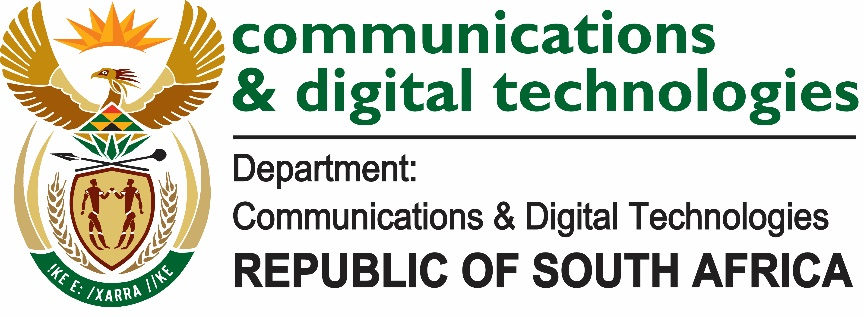 communications
& digital technologies
Department:
Communications & Digital Technologies
REPUBLIC OF SOUTH AFRICA
!KE E: /XARRA //KE